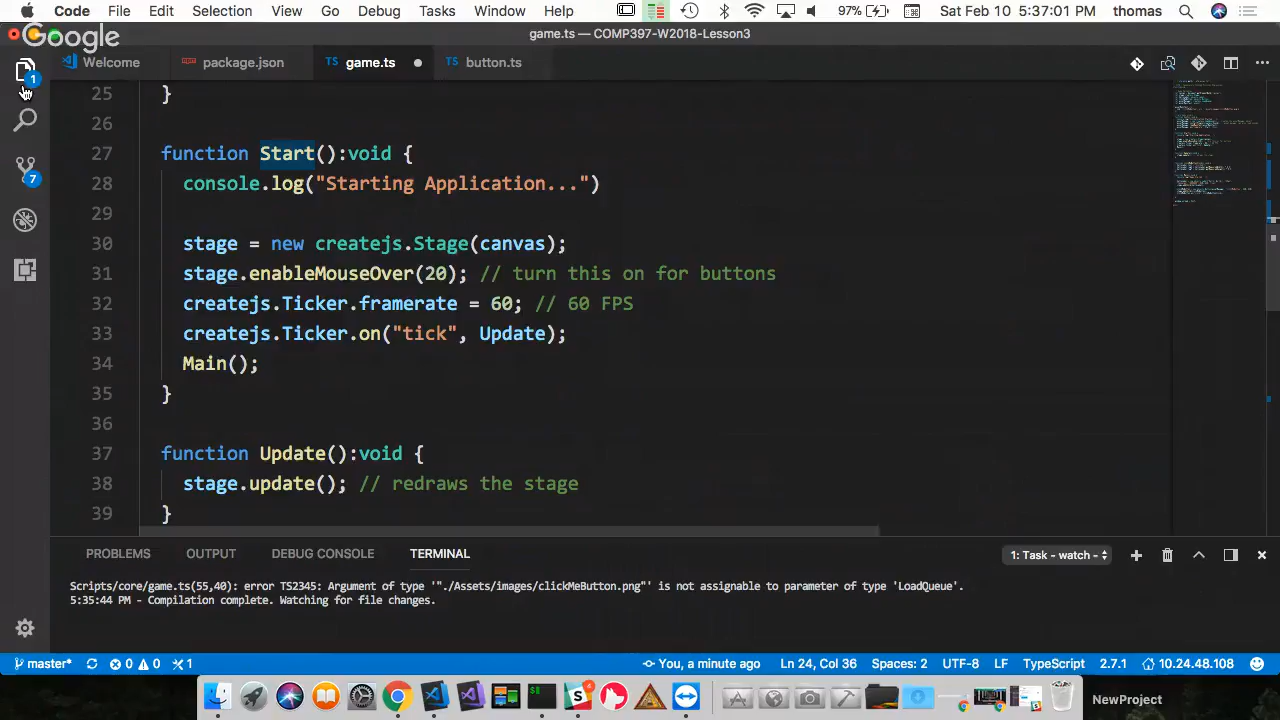 Code File Edit Selection View Go Debug Tasks Window Help 97% Sat Feb 10 5:37:01 PM thomas
Google
game.ts — COMP397-W2018-Lesson3
Welcome package.json TS game.ts TS button.ts
1
7
25 }
26
27 function Start():void {
28 console.log("Starting Application...")
29
30 stage = new createjs.Stage(canvas);
31 stage.enableMouseOver(20); // turn this on for buttons
32 createjs.Ticker.framerate = 60; // 60 FPS
33 createjs.Ticker.on("tick", Update);
34 Main();
35 }
36
37 function Update():void {
38 stage.update(); // redraws the stage
39 }
PROBLEMS OUTPUT DEBUG CONSOLE TERMINAL 1: Task - watch -
Scripts/core/game.ts(55,40): error TS2345: Argument of type '"./Assets/images/clickMeButton.png"' is not assignable to parameter of type 'LoadQueue'.
5:35:44 PM - Compilation complete. Watching for file changes.
master* 0 0 1 You, a minute ago Ln 24, Col 36 Spaces: 2 UTF-8 LF TypeScript 2.7.1 10.24.48.108
NewProject